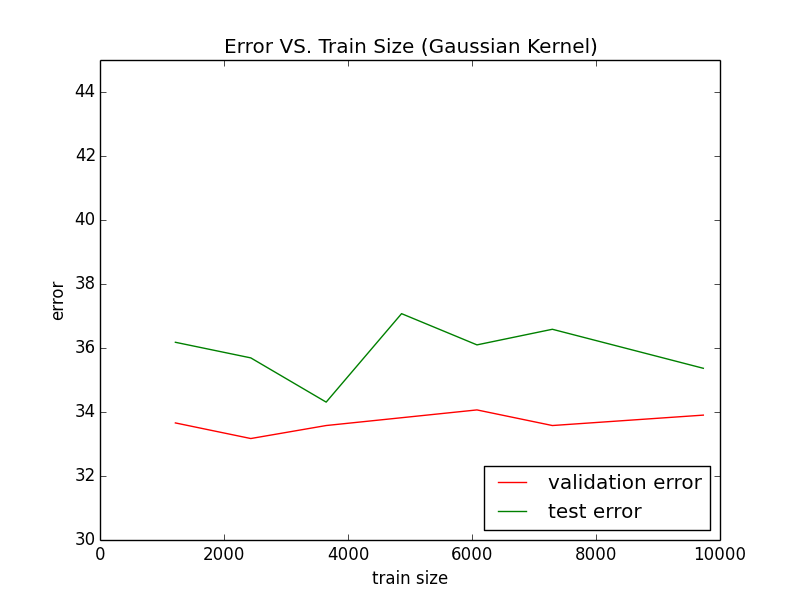 Error VS. Train Size (Gaussian Kernel)
44
42
40
38
36
34
32
30
error
0
2000
4000
6000
8000
10000
train size
validation error
test error